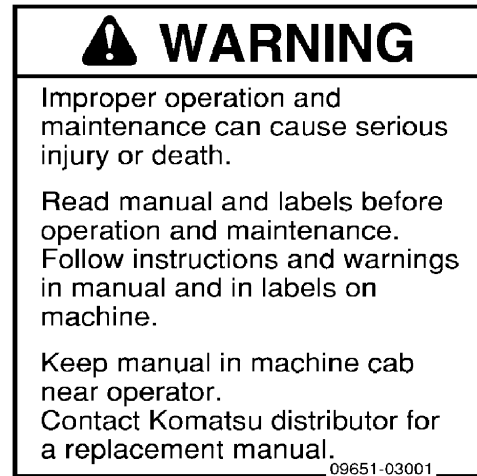 WARNING
Improper operation and
maintenance can cause serious
injury or death.
Read manual and labels before
operation and maintenance.
Follow instructions and warnings
in manual and in labels on
machine.
Keep manual in machine cab
near operator.
Contact Komatsu distributor for
a replacement manual.
09651-03001